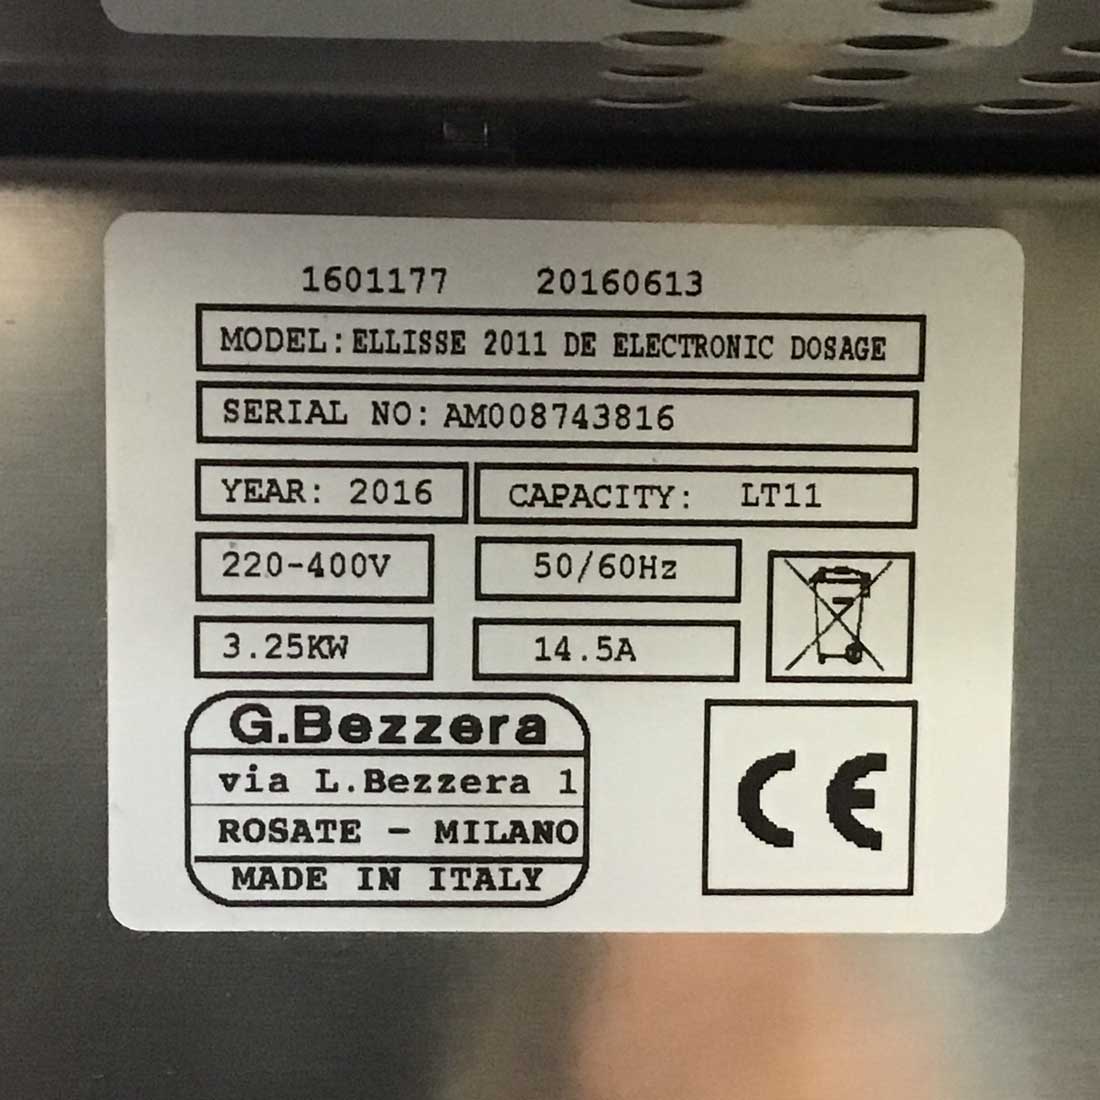 1601177 20160613
MODEL: ELLISSE 2011 DE ELECTRONIC DOSAGE
SERIAL NO: AM008743816
YEAR: 2016 CAPACITY: LT11
220-400V 50/60Hz
3.25KW 14.5A
G.Bezzera
via L.Bezzera 1
ROSATE - MILANO
MADE IN ITALY
CE